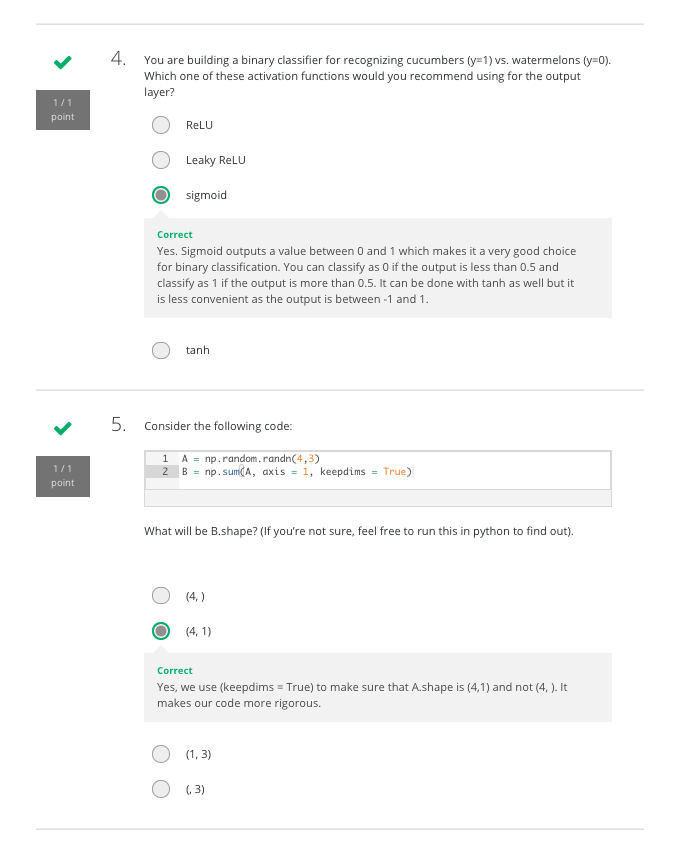 4.
You are building a binary classifier for recognizing cucumbers (y=1) vs. watermelons (y=0).
Which one of these activation functions would you recommend using for the output
layer?
1 / 1
point
ReLU
Leaky ReLU
sigmoid
Correct
Yes. Sigmoid outputs a value between 0 and 1 which makes it a very good choice
for binary classification. You can classify as 0 if the output is less than 0.5 and
classify as 1 if the output is more than 0.5. It can be done with tanh as well but it
is less convenient as the output is between -1 and 1.
tanh
5.
Consider the following code:
1 / 1
point
1 A = np.random.randn(4,3)
2 B = np.sum(A, axis = 1, keepdims = True)
What will be B.shape? (If you're not sure, feel free to run this in python to find out).
(4, )
(4, 1)
Correct
Yes, we use (keepdims = True) to make sure that A.shape is (4,1) and not (4, ). It
makes our code more rigorous.
(1, 3)
(, 3)